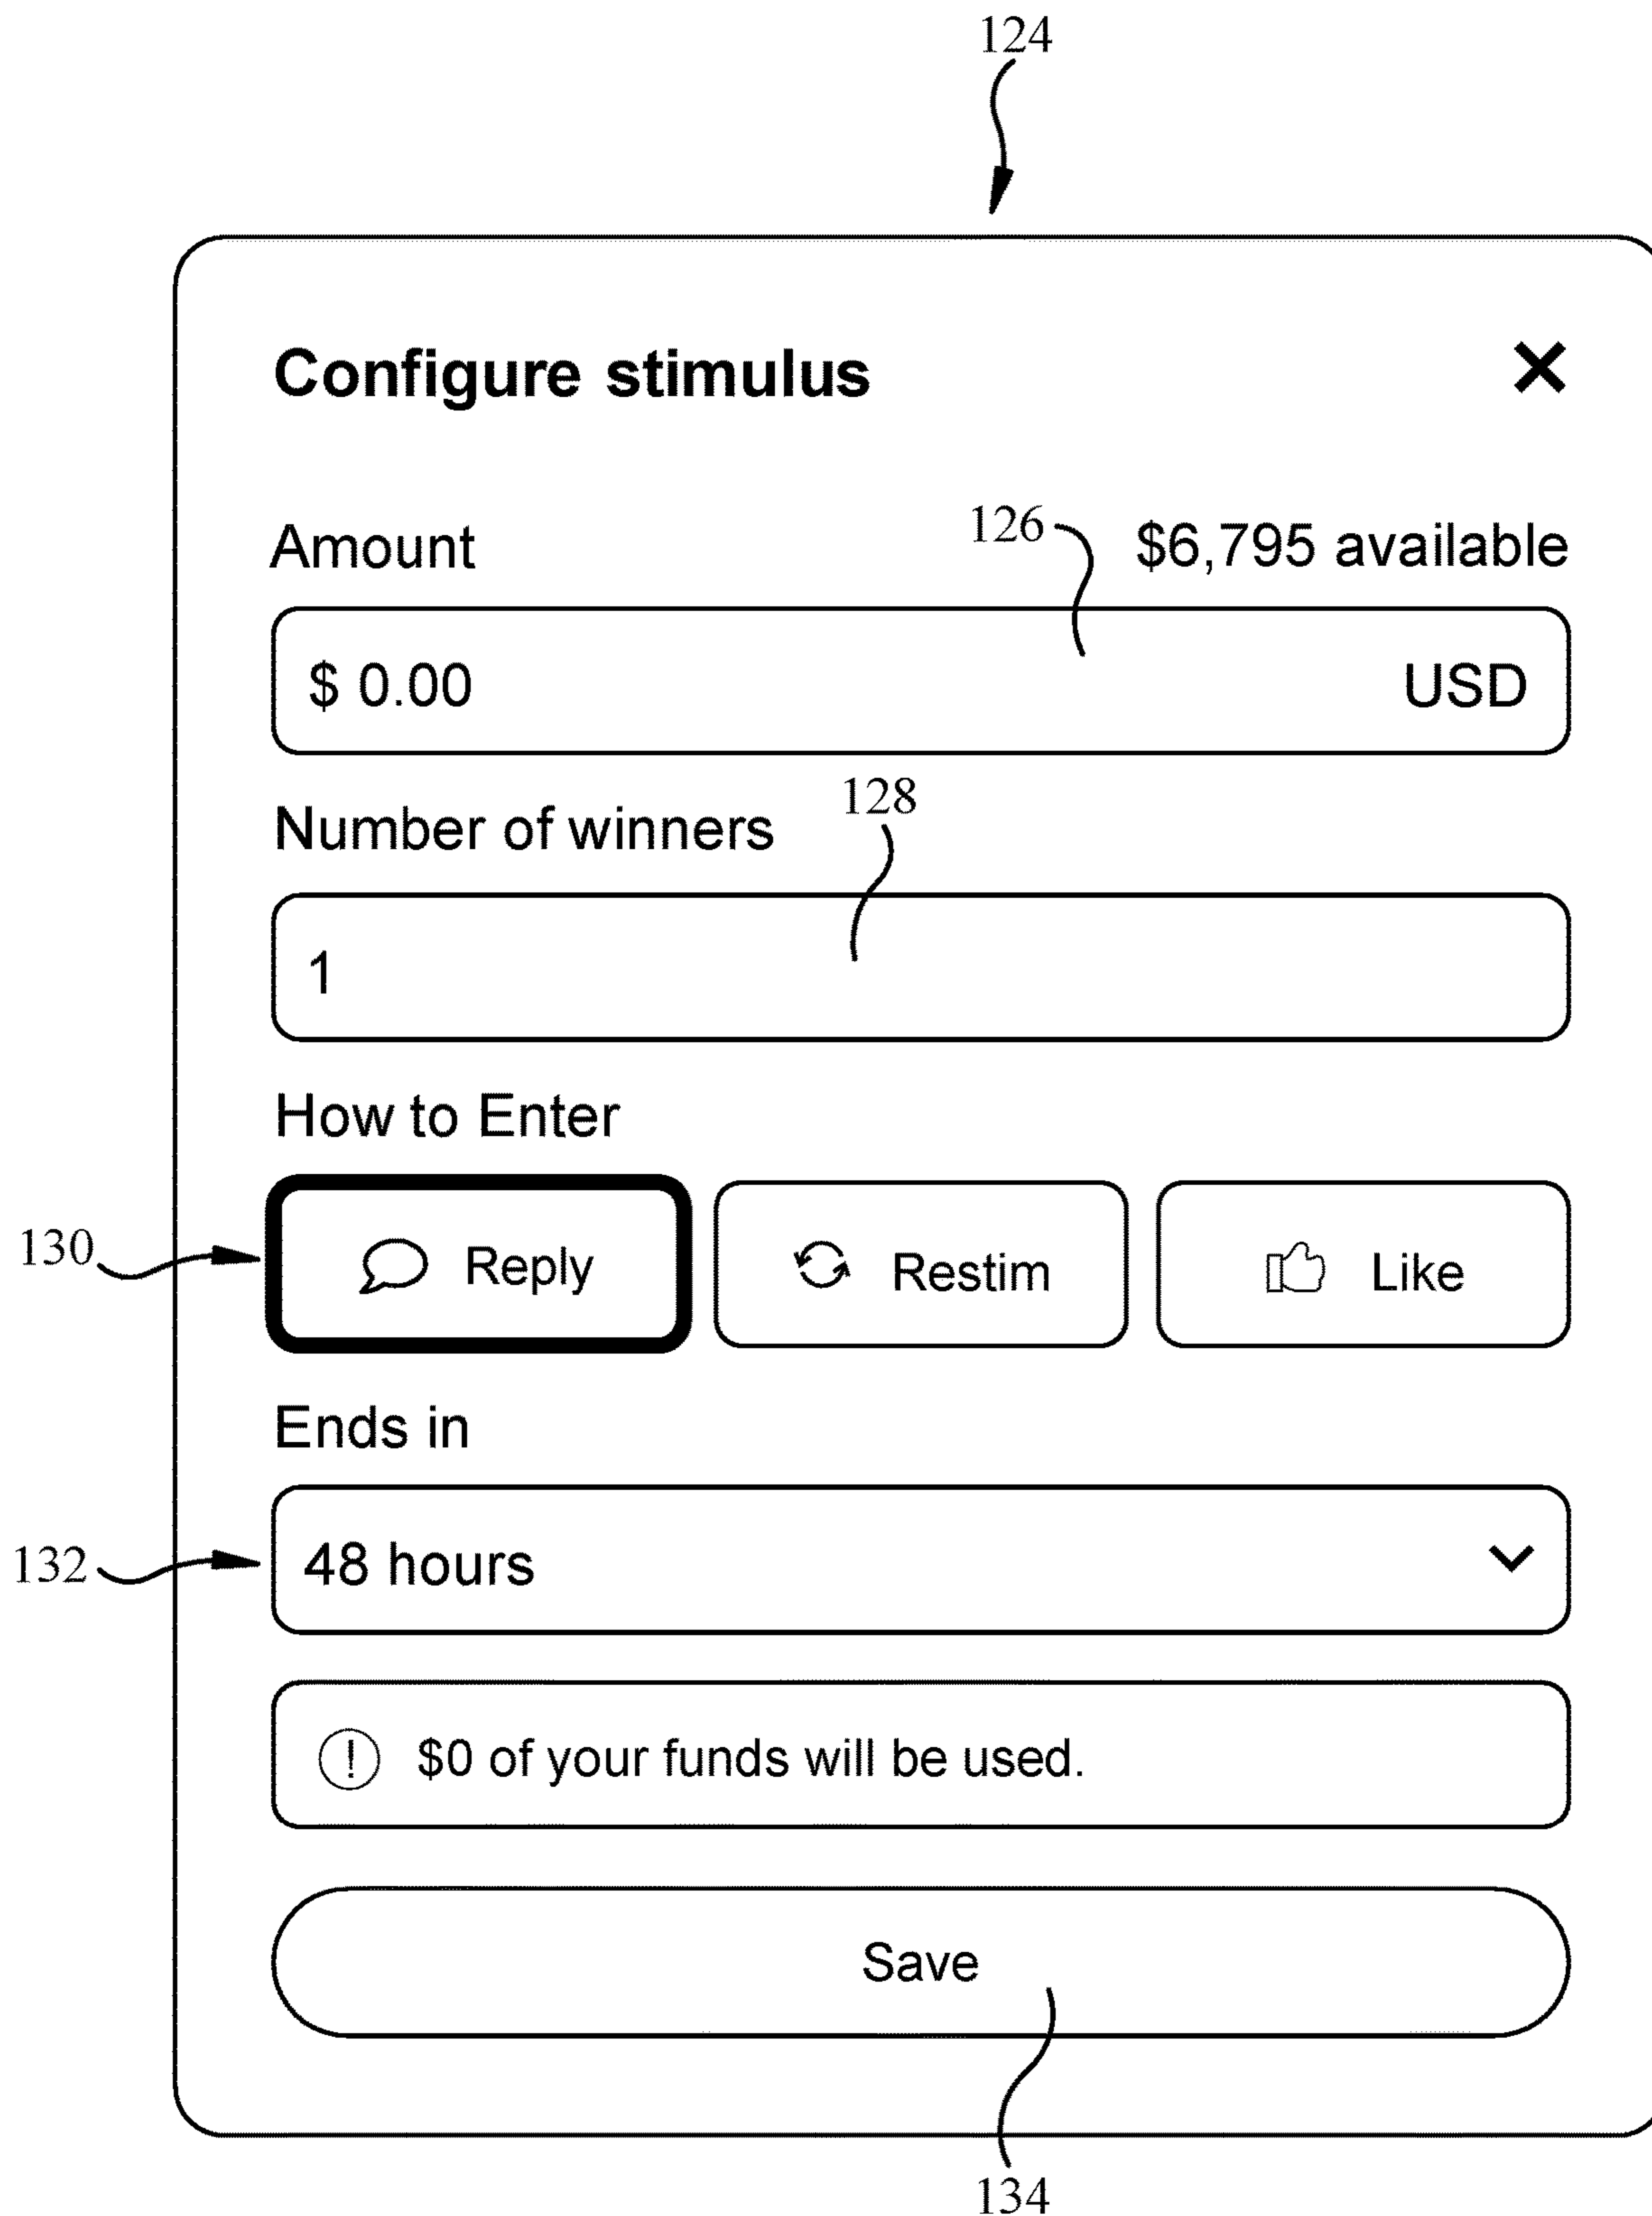 124
Configure stimulus
Amount
126
$6,795 available
$ 0.00
USD
Number of winners
128
1
How to Enter
130
Reply
Restim
Like
Ends in
132
48 hours
! $0 of your funds will be used.
Save
134